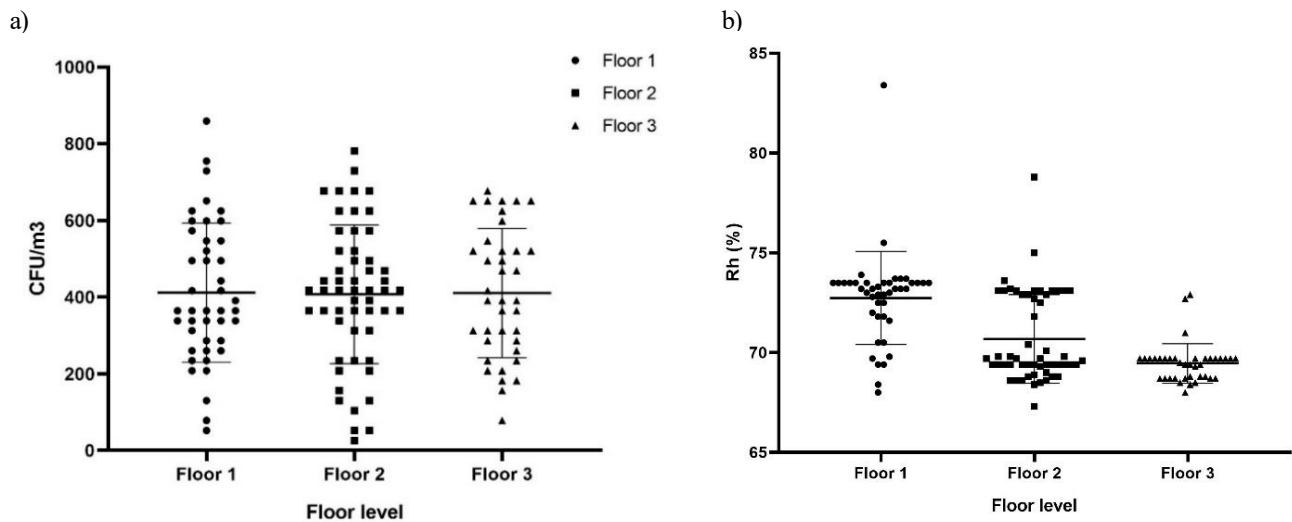 a)
1000
800
600
400
200
0
CFU/m3
Floor 1
Floor 2
Floor 3
Floor 1 Floor 2 Floor 3
Floor level
b)
85
80
75
70
65
Rh (%)
Floor 1 Floor 2 Floor 3
Floor level